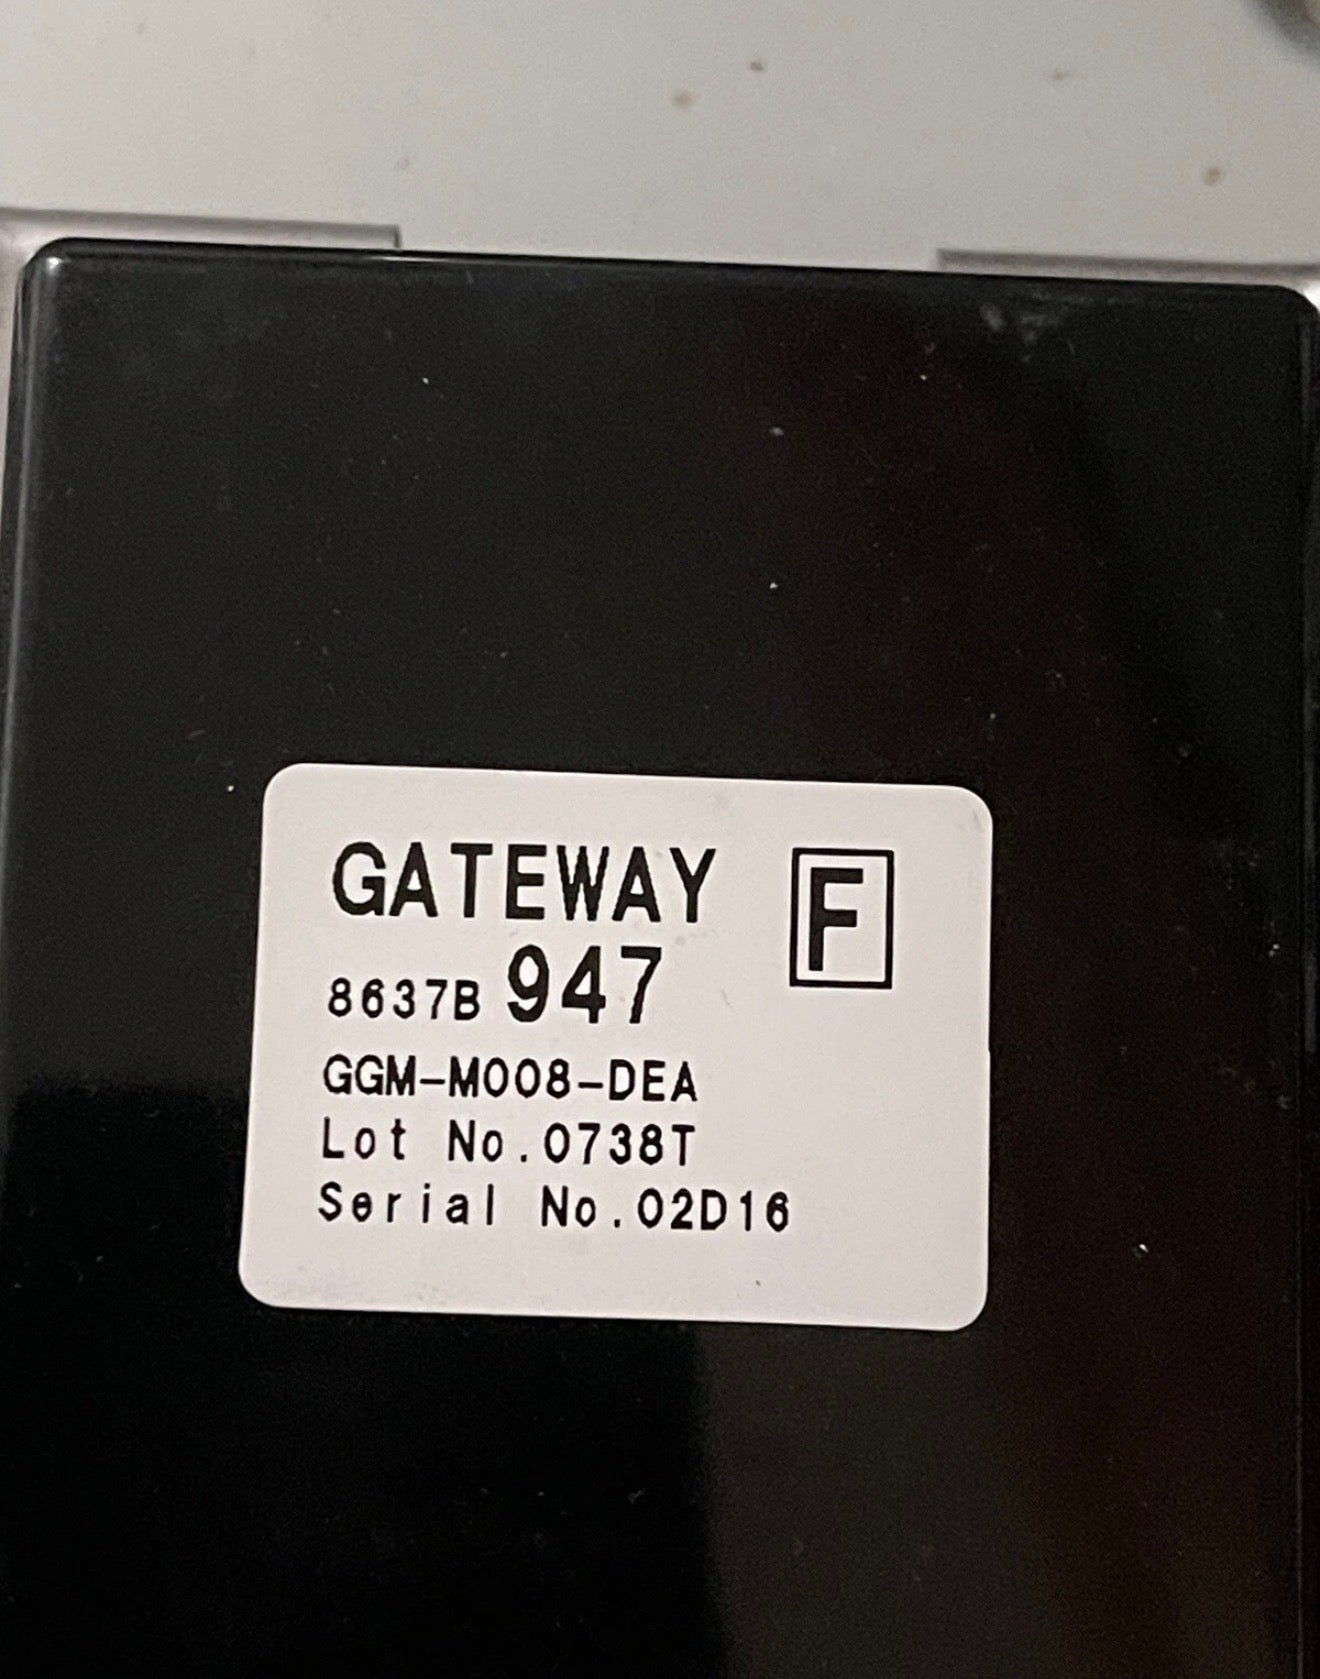 GATEWAY F
8637B 947
GGM-M008-DEA
Lot No.0738T
Serial No.02D16